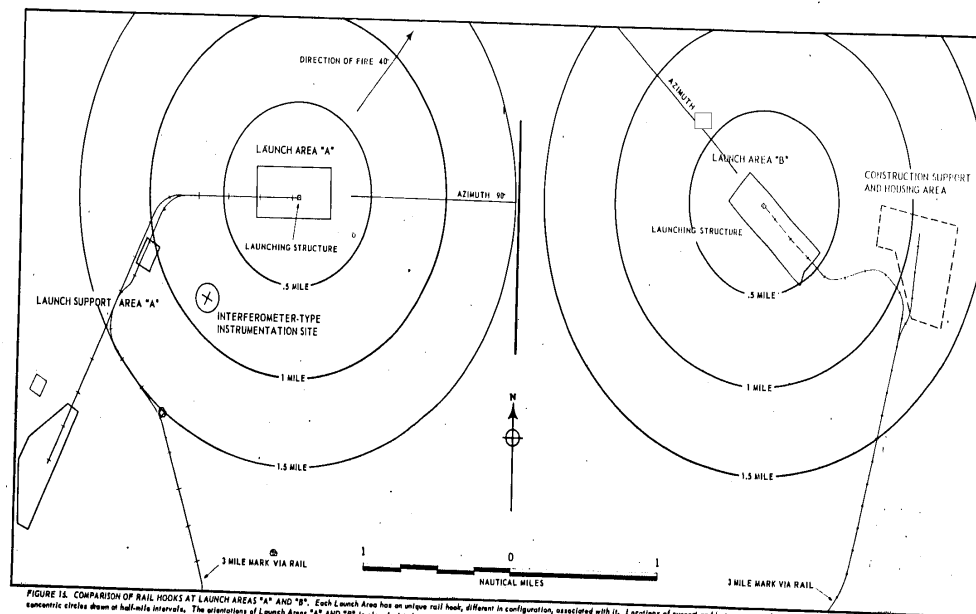 DIRECTION OF FIRE 40°
LAUNCH AREA "A"
AZIMUTH 90°
LAUNCHING STRUCTURE
.5 MILE
LAUNCH SUPPORT AREA "A"
INTERFEROMETER-TYPE
INSTRUMENTATION SITE
1 MILE
1.5 MILE
3 MILE MARK VIA RAIL
N
1 0 1
NAUTICAL MILES
AZIMUTH
LAUNCH AREA "B"
CONSTRUCTION SUPPORT
AND HOUSING AREA
LAUNCHING STRUCTURE
.5 MILE
1 MILE
1.5 MILE
3 MILE MARK VIA RAIL
FIGURE 15. COMPARISON OF RAIL HOOKS AT LAUNCH AREAS "A" AND "B". Each Launch Area has an unique rail hook, different in configuration, associated with it. Locations of
concentric circles drawn at half-mile intervals. The orientations of Launch Areas "A" AND